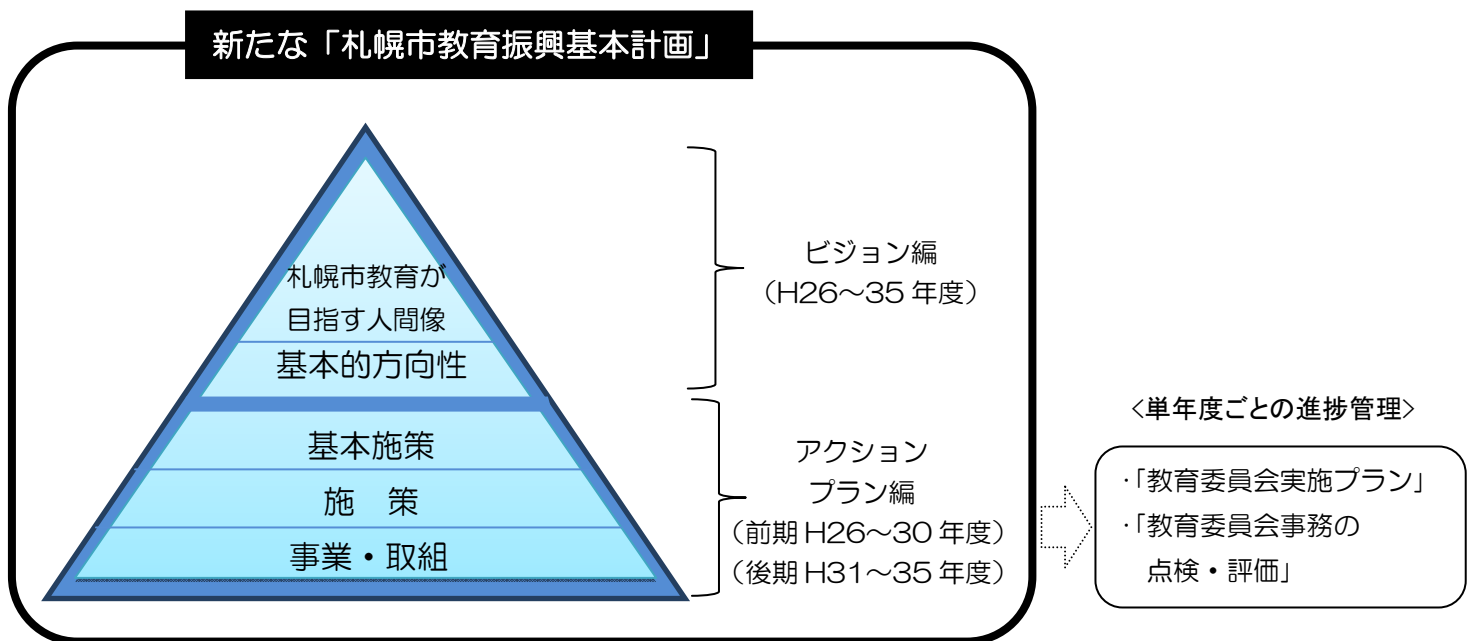 新たな「札幌市教育振興基本計画」
札幌市教育が
目指す人間像
基本的方向性
基本施策
施　策
事業・取組
ビジョン編
（H26～35 年度）
アクション
プラン編
（前期 H26～30 年度）
（後期 H31～35 年度）
<単年度ごとの進捗管理>
・「教育委員会実施プラン」
・「教育委員会事務の
点検・評価」